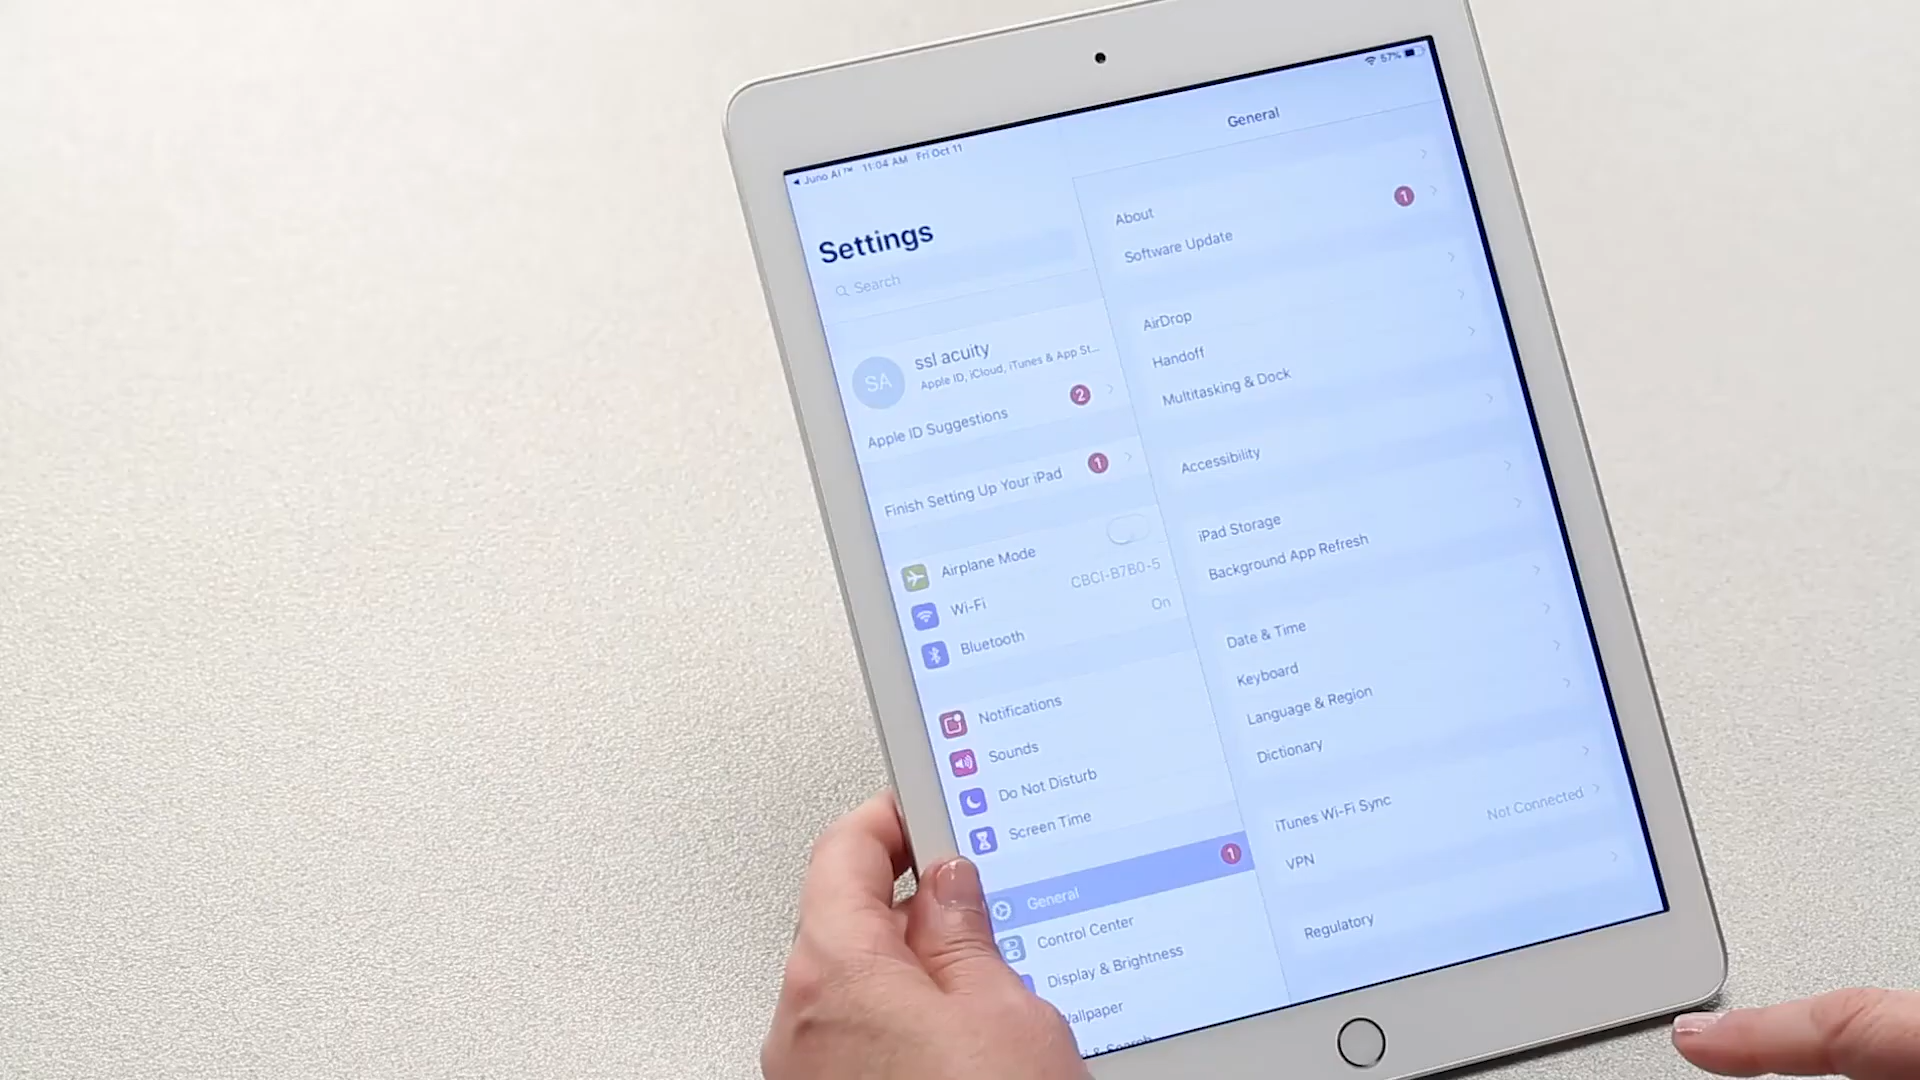 ◀ Juno AI™ 11:04 AM Fri Oct 11
57%
Settings
Search
SA
ssl acuity
Apple ID, iCloud, iTunes & App St...
Apple ID Suggestions 2
Finish Setting Up Your iPad 1
Airplane Mode
Wi-Fi CBCI-B7B0-5
Bluetooth On
Notifications
Sounds
Do Not Disturb
Screen Time
General 1
Control Center
Display & Brightness
Wallpaper
& Search
General
About
Software Update 1
AirDrop
Handoff
Multitasking & Dock
Accessibility
iPad Storage
Background App Refresh
Date & Time
Keyboard
Language & Region
Dictionary
iTunes Wi-Fi Sync
VPN Not Connected
Regulatory